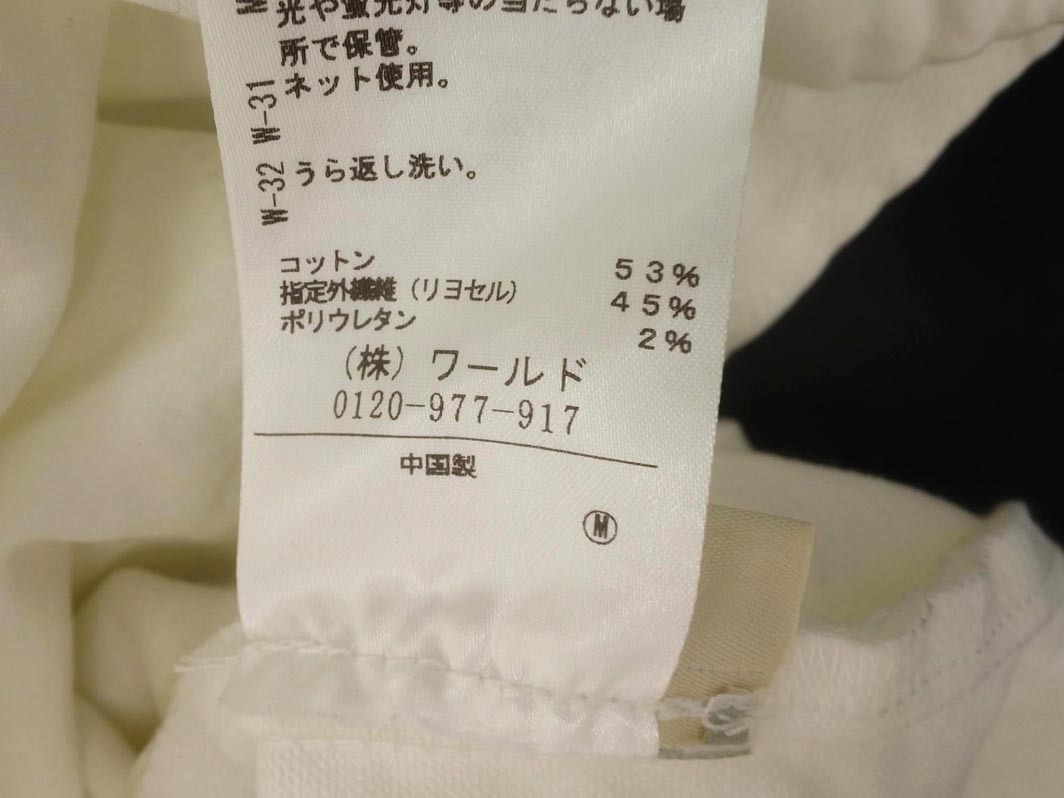 光や蛍光灯等の当たらない場
所で保管。
W-31 ネット使用。
W-32 うら返し洗い。
コットン 53%
指定外繊維(リヨセル) 45%
ポリウレタン 2%
(株)ワールド
0120-977-917
中国製
Ⓜ